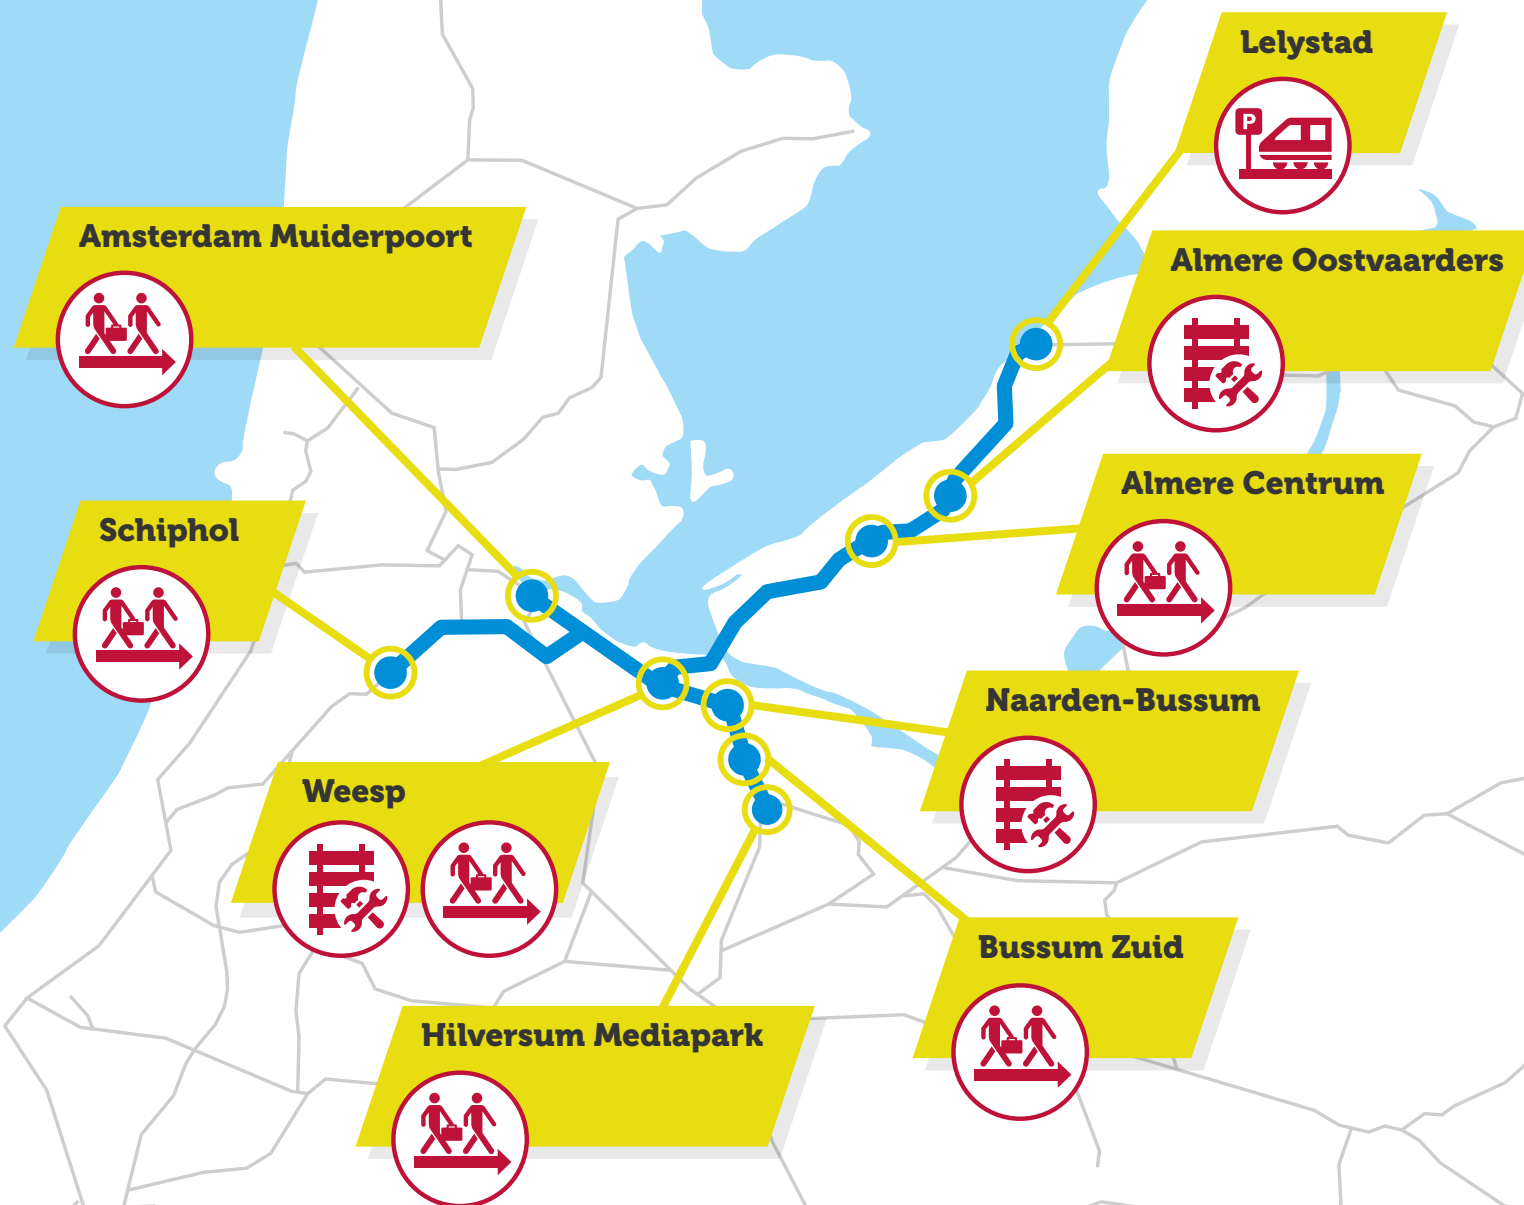 Lelystad
P
Amsterdam Muiderpoort
Almere Oostvaarders
Almere Centrum
Schiphol
Naarden-Bussum
Weesp
Bussum Zuid
Hilversum Mediapark